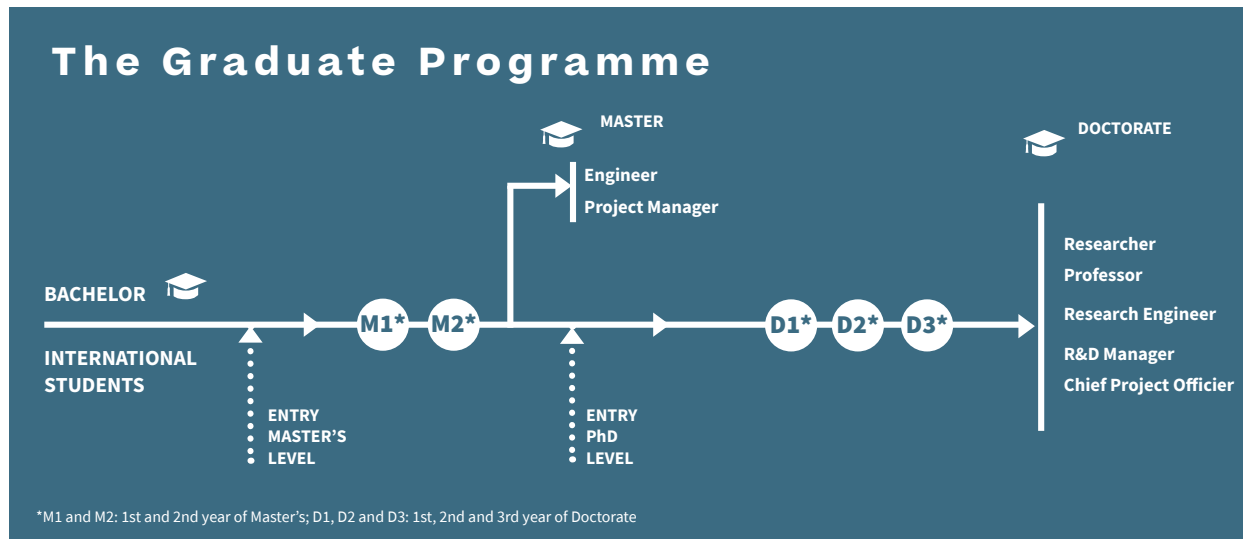 The Graduate Programme
MASTER
Engineer
Project Manager
DOCTORATE
Researcher
Professor
Research Engineer
R&D Manager
Chief Project Officier
BACHELOR
INTERNATIONAL
STUDENTS
M1*
M2*
D1*
D2*
D3*
ENTRY
MASTER’S
LEVEL
ENTRY
PhD
LEVEL
*M1 and M2: 1st and 2nd year of Master’s; D1, D2 and D3: 1st, 2nd and 3rd year of Doctorate